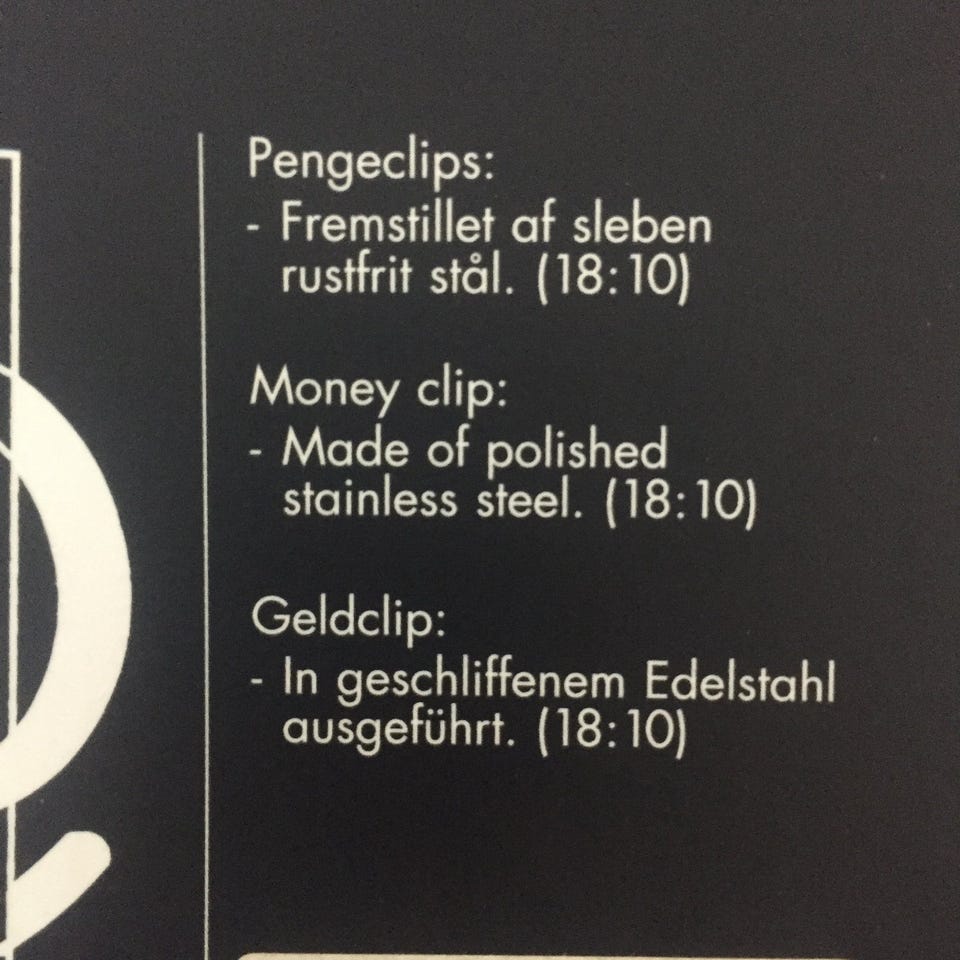 Pengeclips:
- Fremstillet af sleben
rustfrit stål. (18:10)
Money clip:
- Made of polished
stainless steel. (18:10)
Geldclip:
- In geschliffenem Edelstahl
ausgeführt. (18:10)